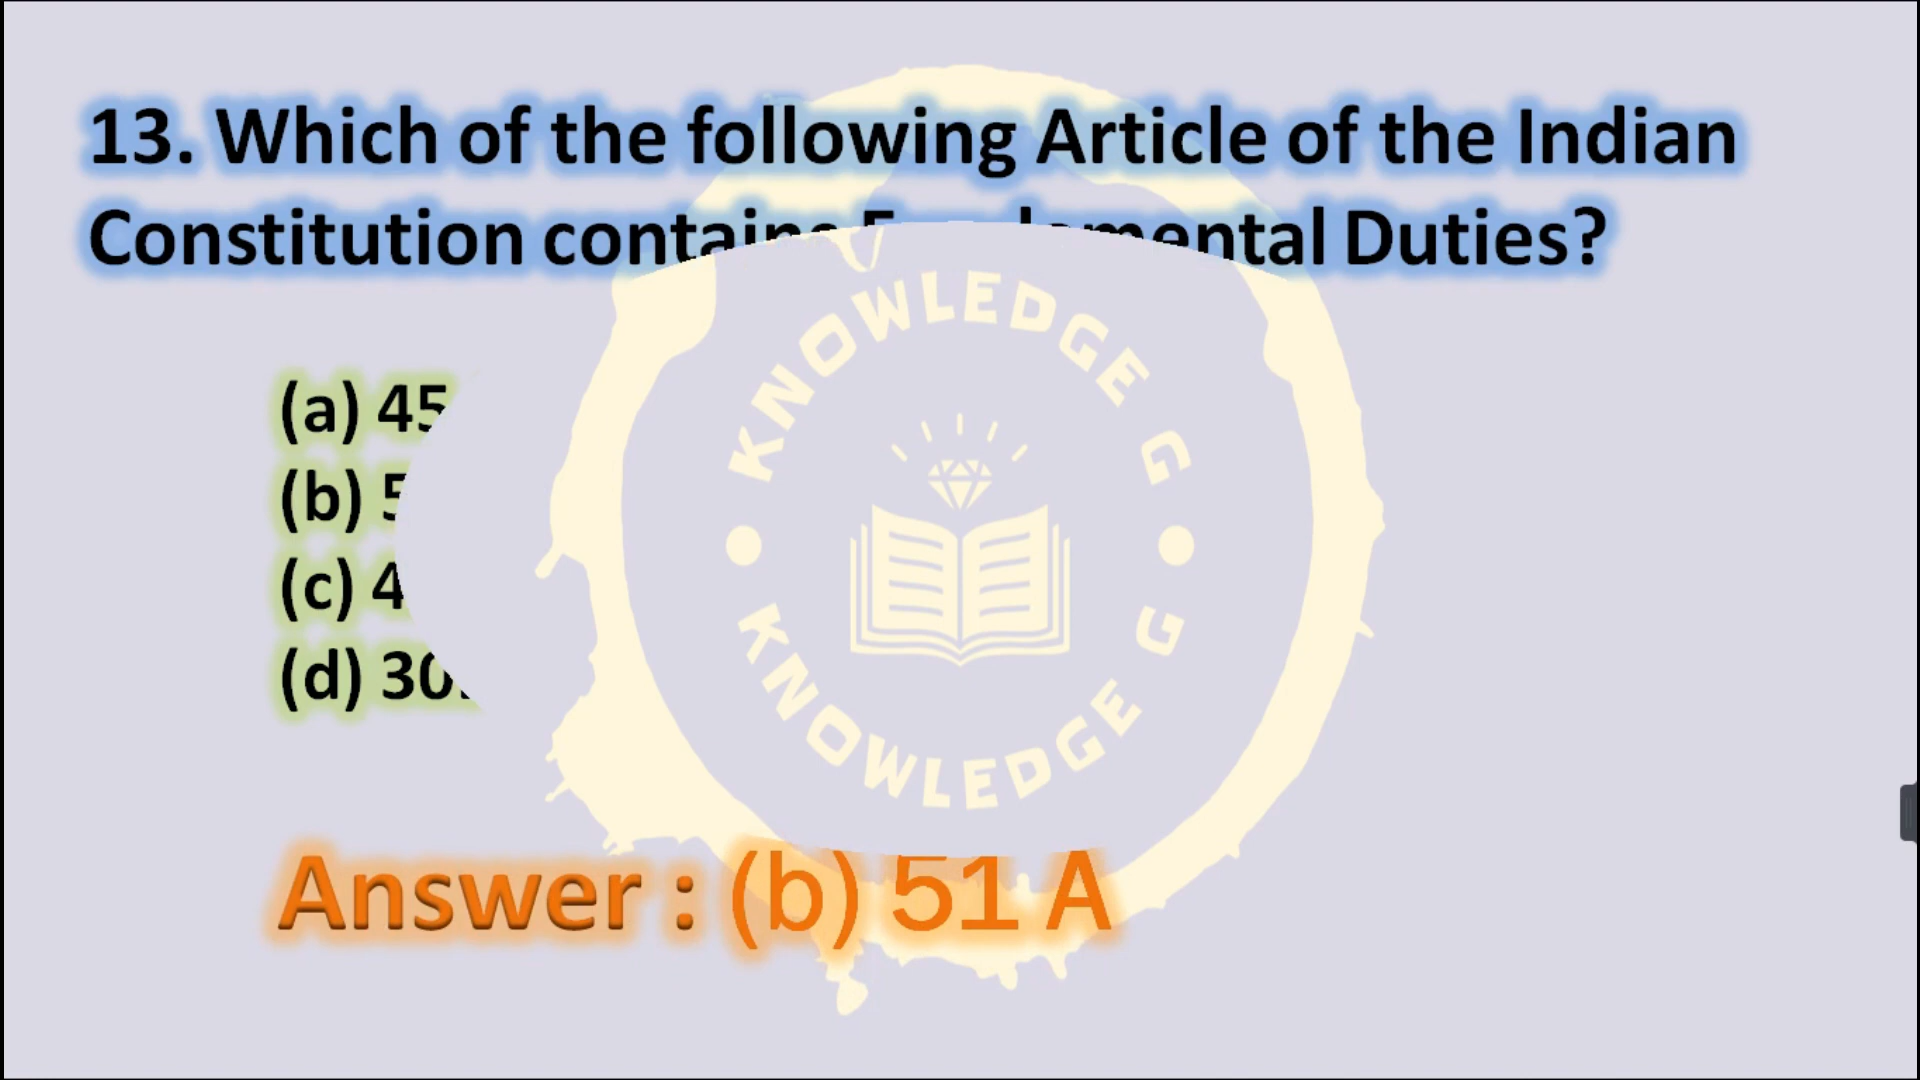 13. Which of the following Article of the Indian
Constitution contains Fundamental Duties?
(a) 45
(b) 5
(c) 4
(d) 30
KNOWLEDGE G
KNOWLEDGE G
Answer : (b) 51 A